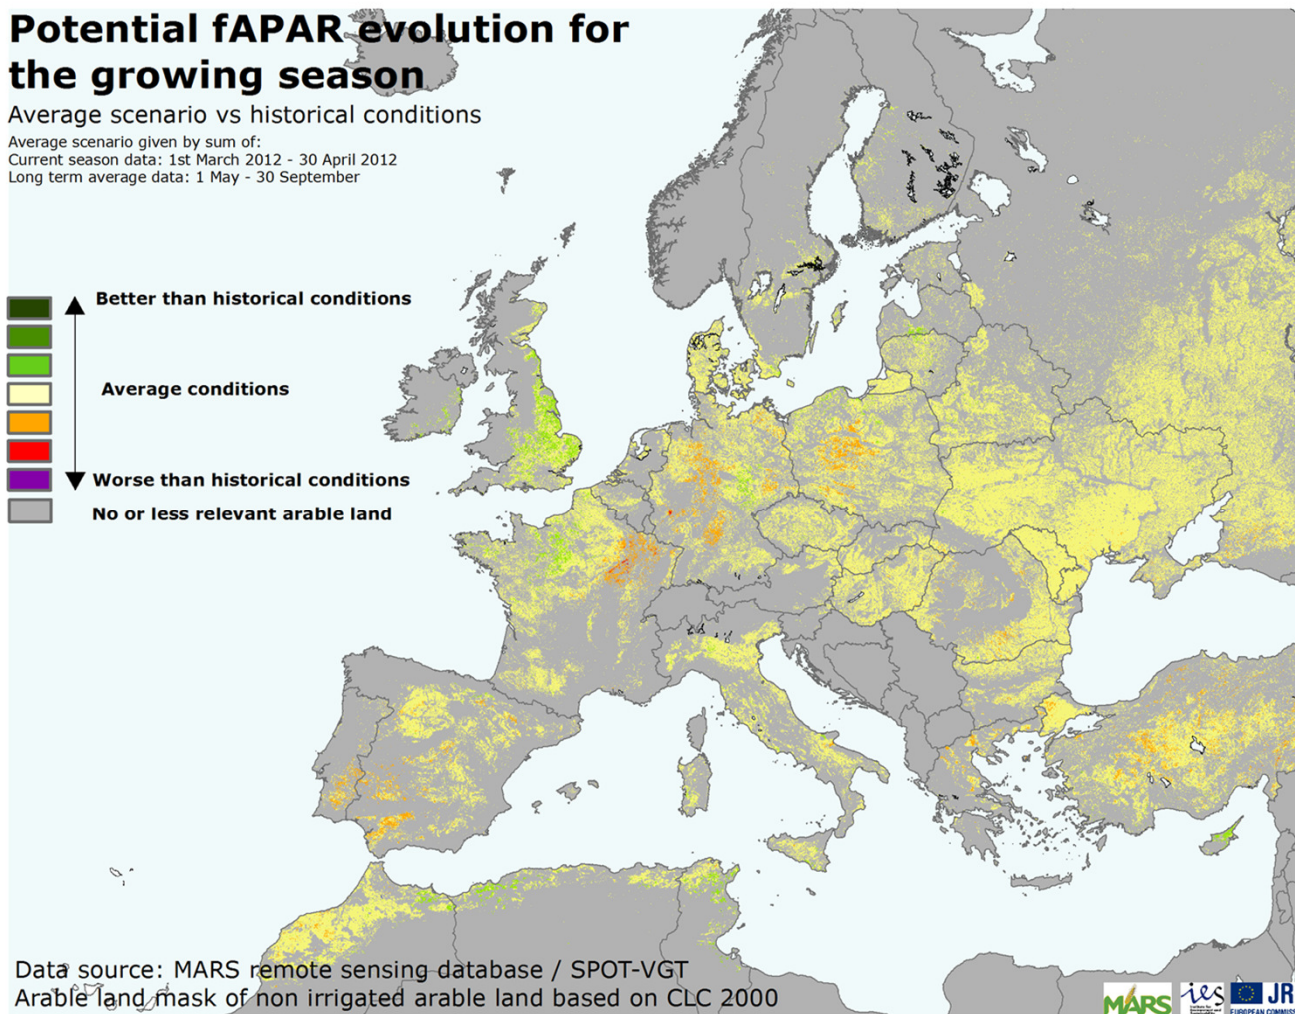 Potential fAPAR evolution for
the growing season
Average scenario vs historical conditions
Average scenario given by sum of:
Current season data: 1st March 2012 - 30 April 2012
Long term average data: 1 May - 30 September
Better than historical conditions
Average conditions
Worse than historical conditions
No or less relevant arable land
Data source: MARS remote sensing database / SPOT-VGT
Arable land mask of non irrigated arable land based on CLC 2000
MARS
ies
JR
EUROPEAN COMMISS